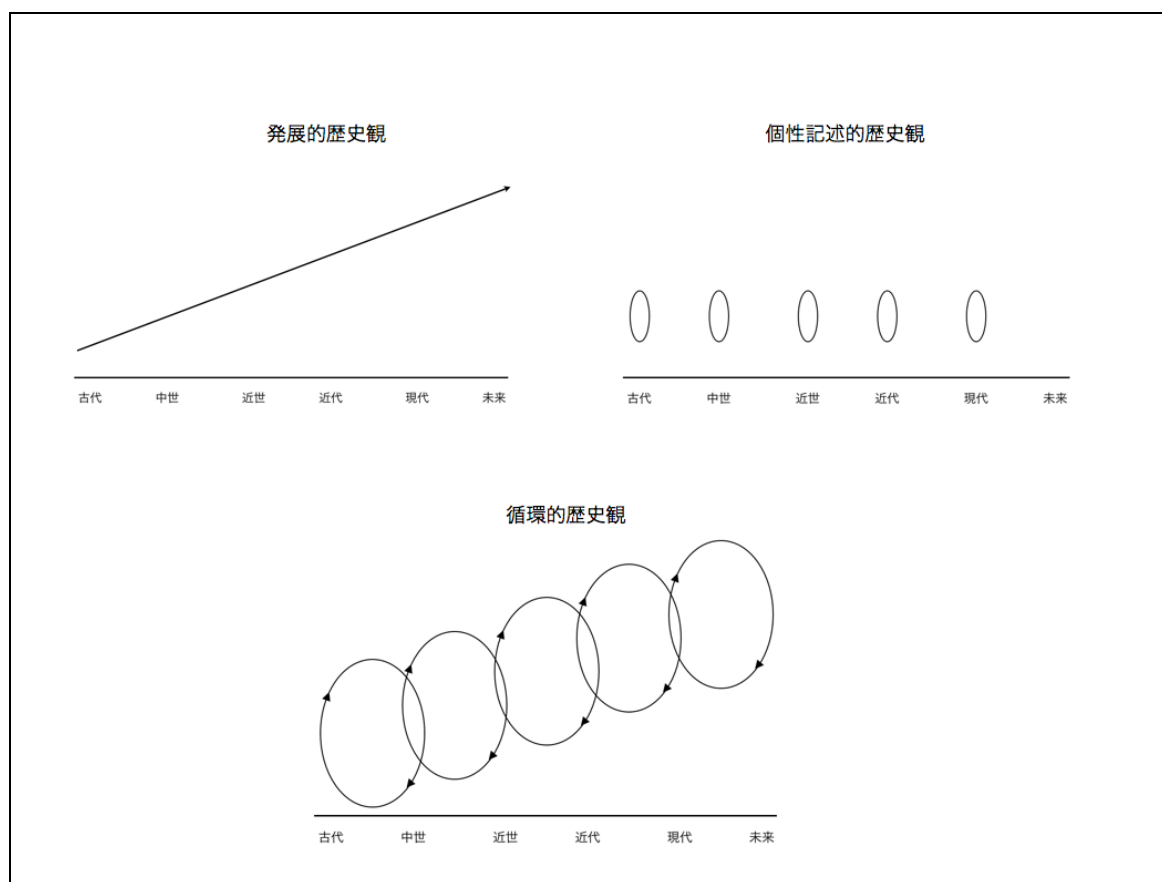 発展的歴史観
古代 中世 近世 近代 現代 未来
個性記述的歴史観
古代 中世 近世 近代 現代 未来
循環的歴史観
古代 中世 近世 近代 現代 未来